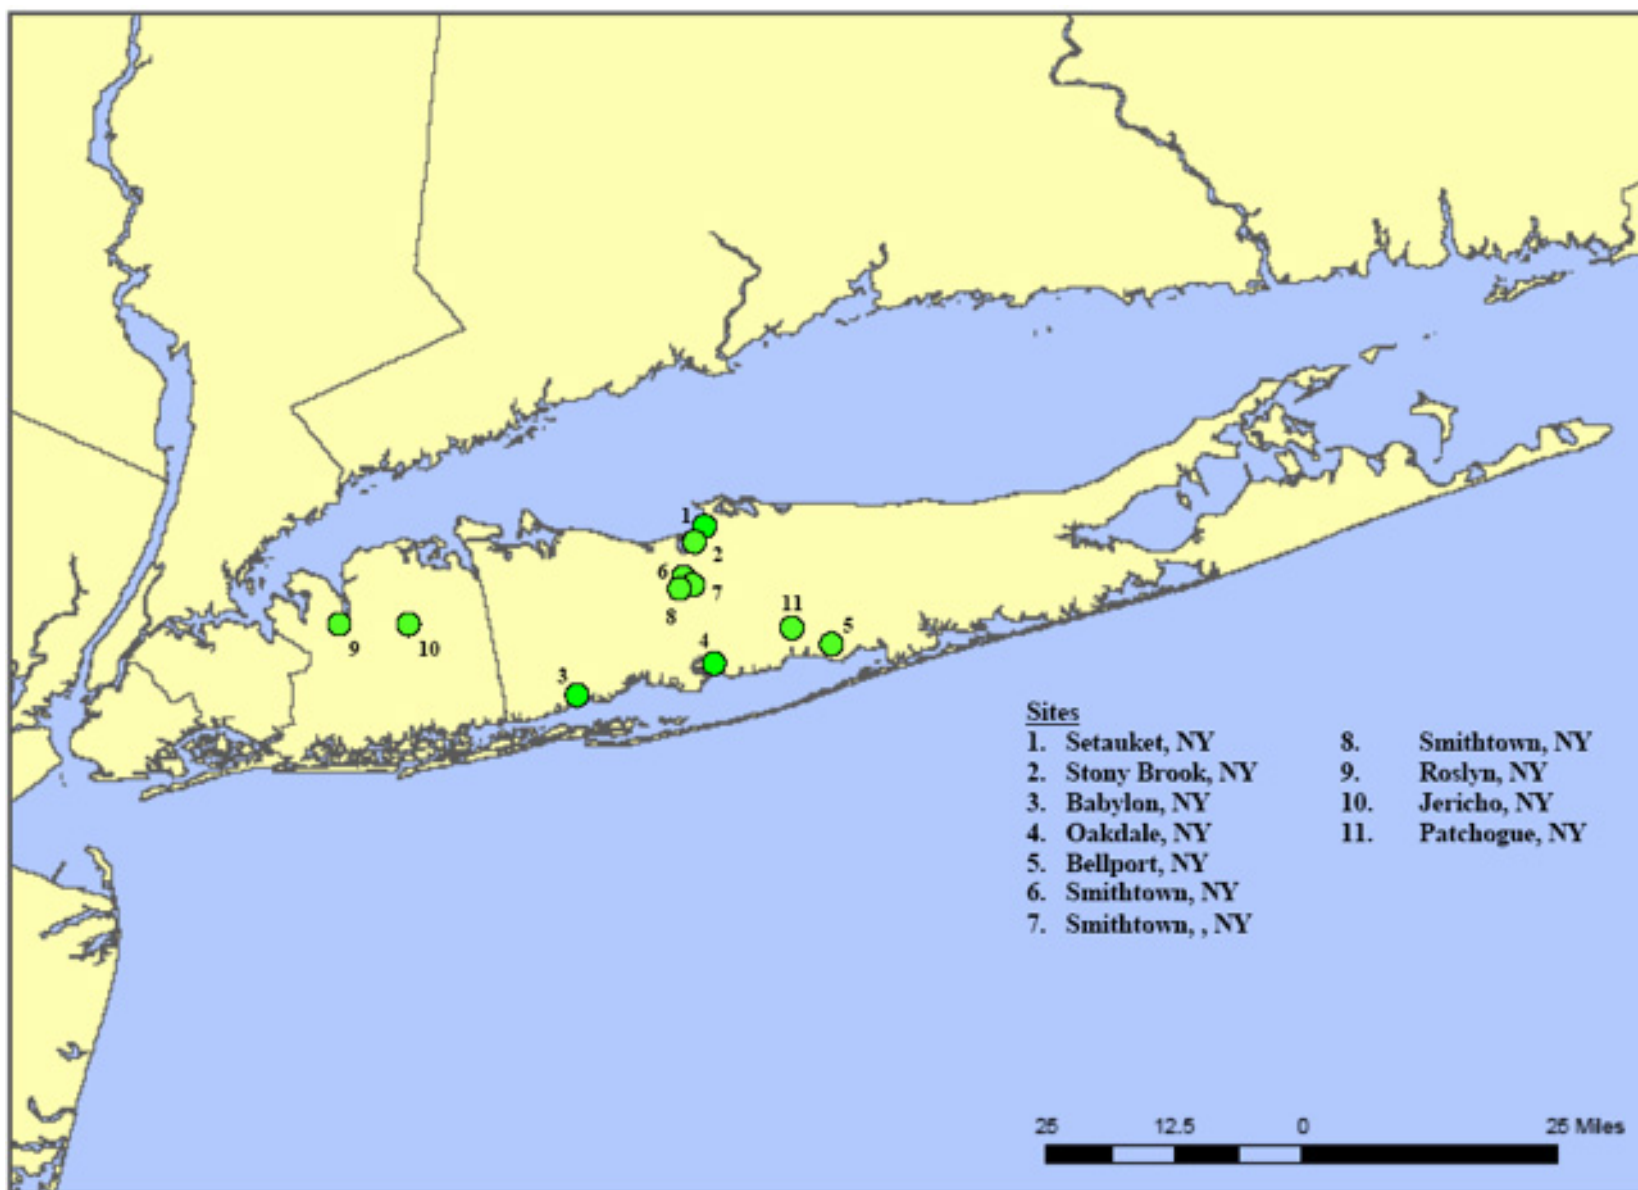 1
2
6
7
8
11
9
10
5
4
3
Sites
1. Setauket, NY
2. Stony Brook, NY
3. Babylon, NY
4. Oakdale, NY
5. Bellport, NY
6. Smithtown, NY
7. Smithtown, , NY
8. Smithtown, NY
9. Roslyn, NY
10. Jericho, NY
11. Patchogue, NY
25 12.5 0 25 Miles